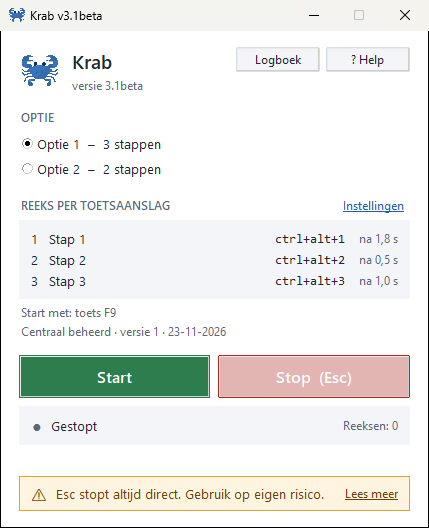 Krab v3.1beta
Krab
versie 3.1beta
Logboek
? Help
OPTIE
Optie 1 – 3 stappen
Optie 2 – 2 stappen
REEKS PER TOETSAANSLAG
Instellingen
1 Stap 1 ctrl+alt+1 na 1,8 s
2 Stap 2 ctrl+alt+2 na 0,5 s
3 Stap 3 ctrl+alt+3 na 1,0 s
Start met: toets F9
Centraal beheerd · versie 1 · 23-11-2026
Start
Stop (Esc)
Gestopt
Reeksen: 0
Esc stopt altijd direct. Gebruik op eigen risico.
Lees meer